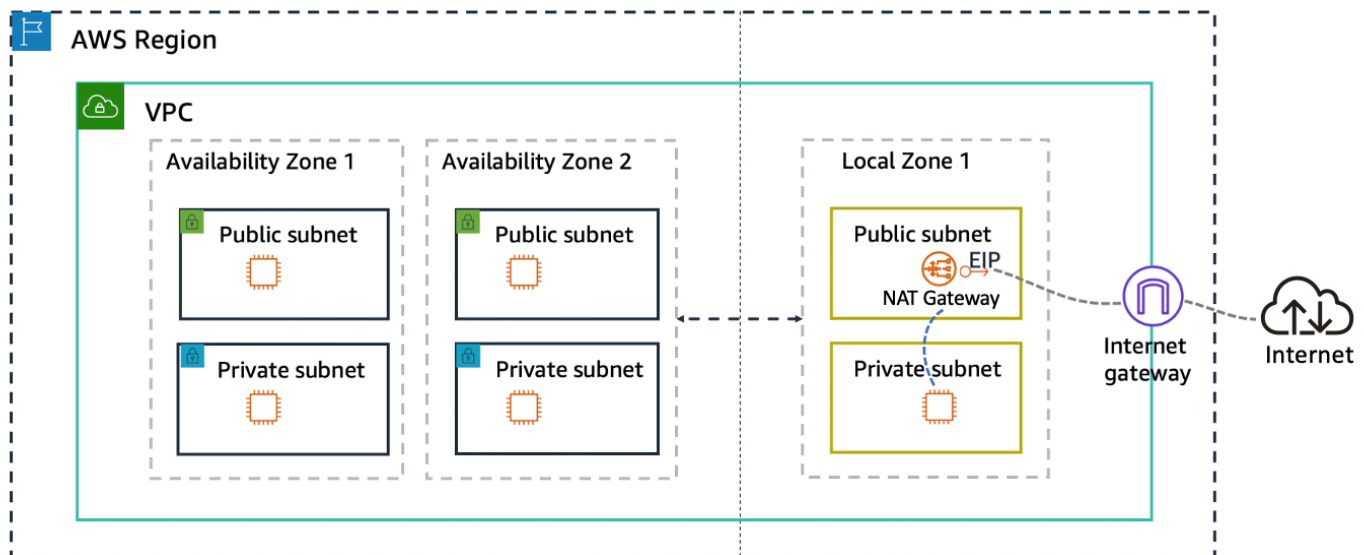 AWS Region
VPC
Availability Zone 1
Availability Zone 2
Local Zone 1
Public subnet
Public subnet
Public subnet
EIP
NAT Gateway
Private subnet
Private subnet
Private subnet
Internet
gateway
Internet